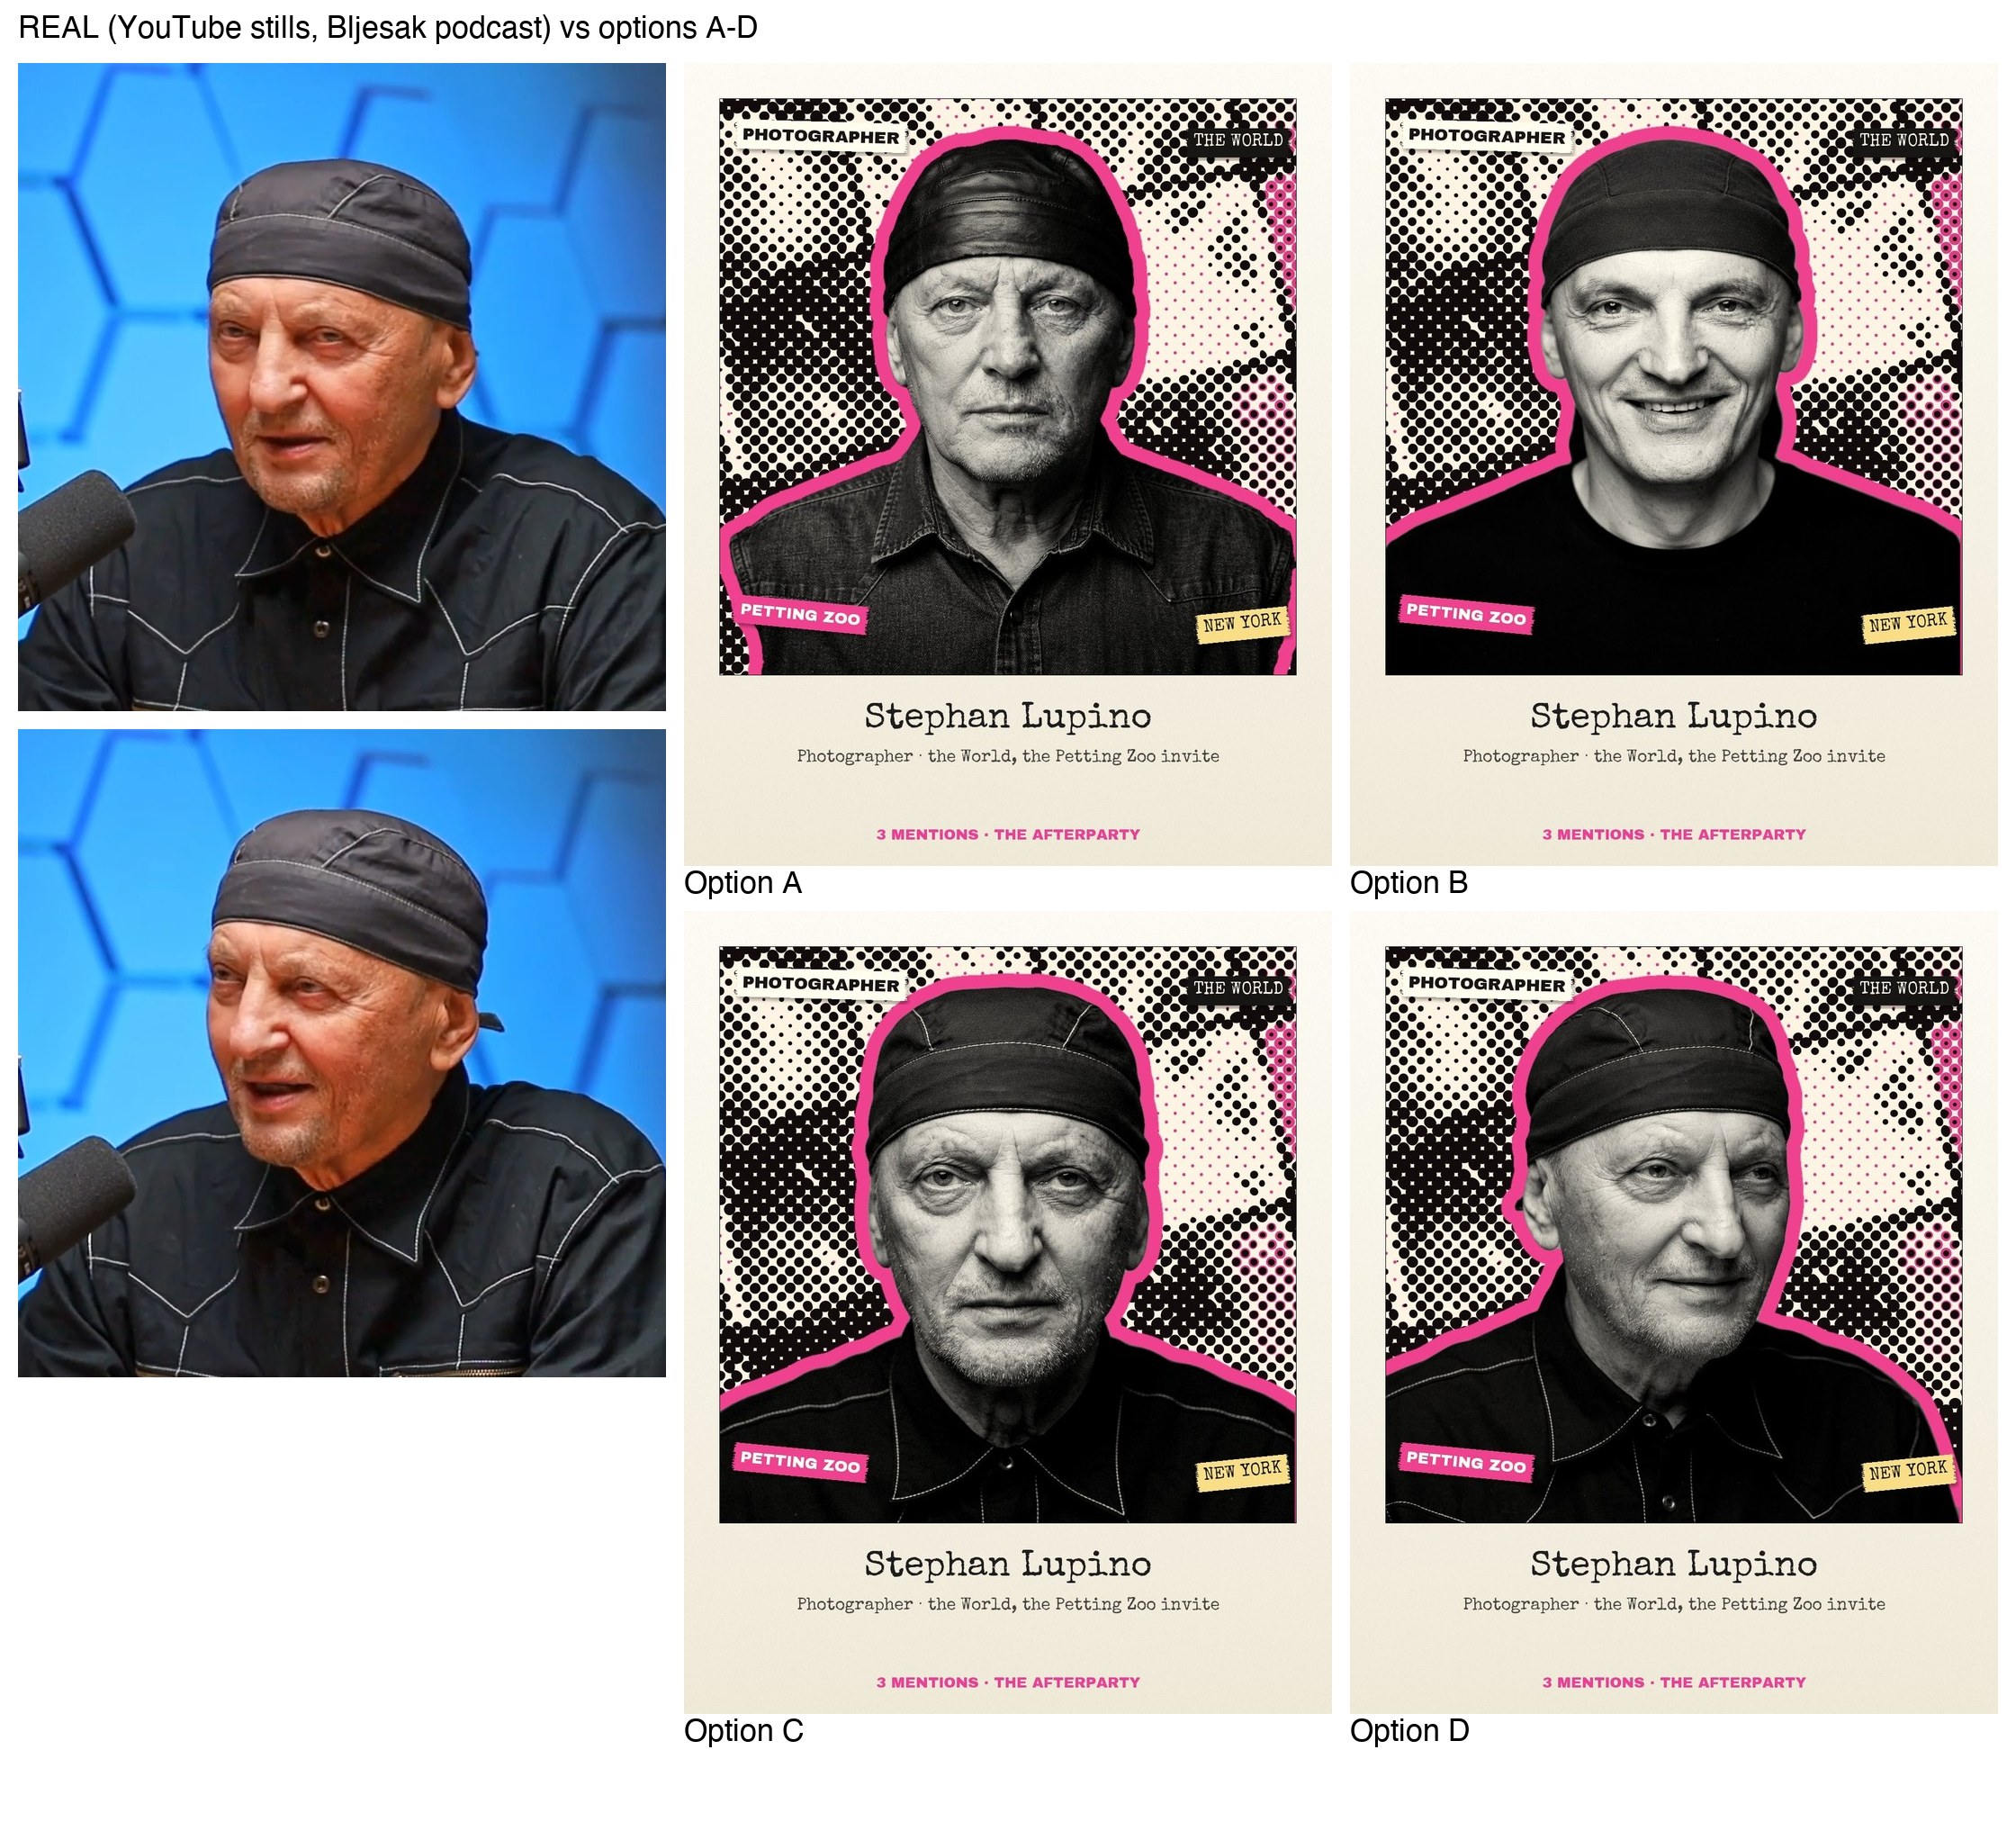 REAL (YouTube stills, Bljesak podcast) vs options A-D
PHOTOGRAPHER
THE WORLD
PETTING ZOO
NEW YORK
Stephan Lupino
Photographer · the World, the Petting Zoo invite
3 MENTIONS · THE AFTERPARTY
Option A
PHOTOGRAPHER
THE WORLD
PETTING ZOO
NEW YORK
Stephan Lupino
Photographer · the World, the Petting Zoo invite
3 MENTIONS · THE AFTERPARTY
Option B
PHOTOGRAPHER
THE WORLD
PETTING ZOO
NEW YORK
Stephan Lupino
Photographer · the World, the Petting Zoo invite
3 MENTIONS · THE AFTERPARTY
Option C
PHOTOGRAPHER
THE WORLD
PETTING ZOO
NEW YORK
Stephan Lupino
Photographer · the World, the Petting Zoo invite
3 MENTIONS · THE AFTERPARTY
Option D